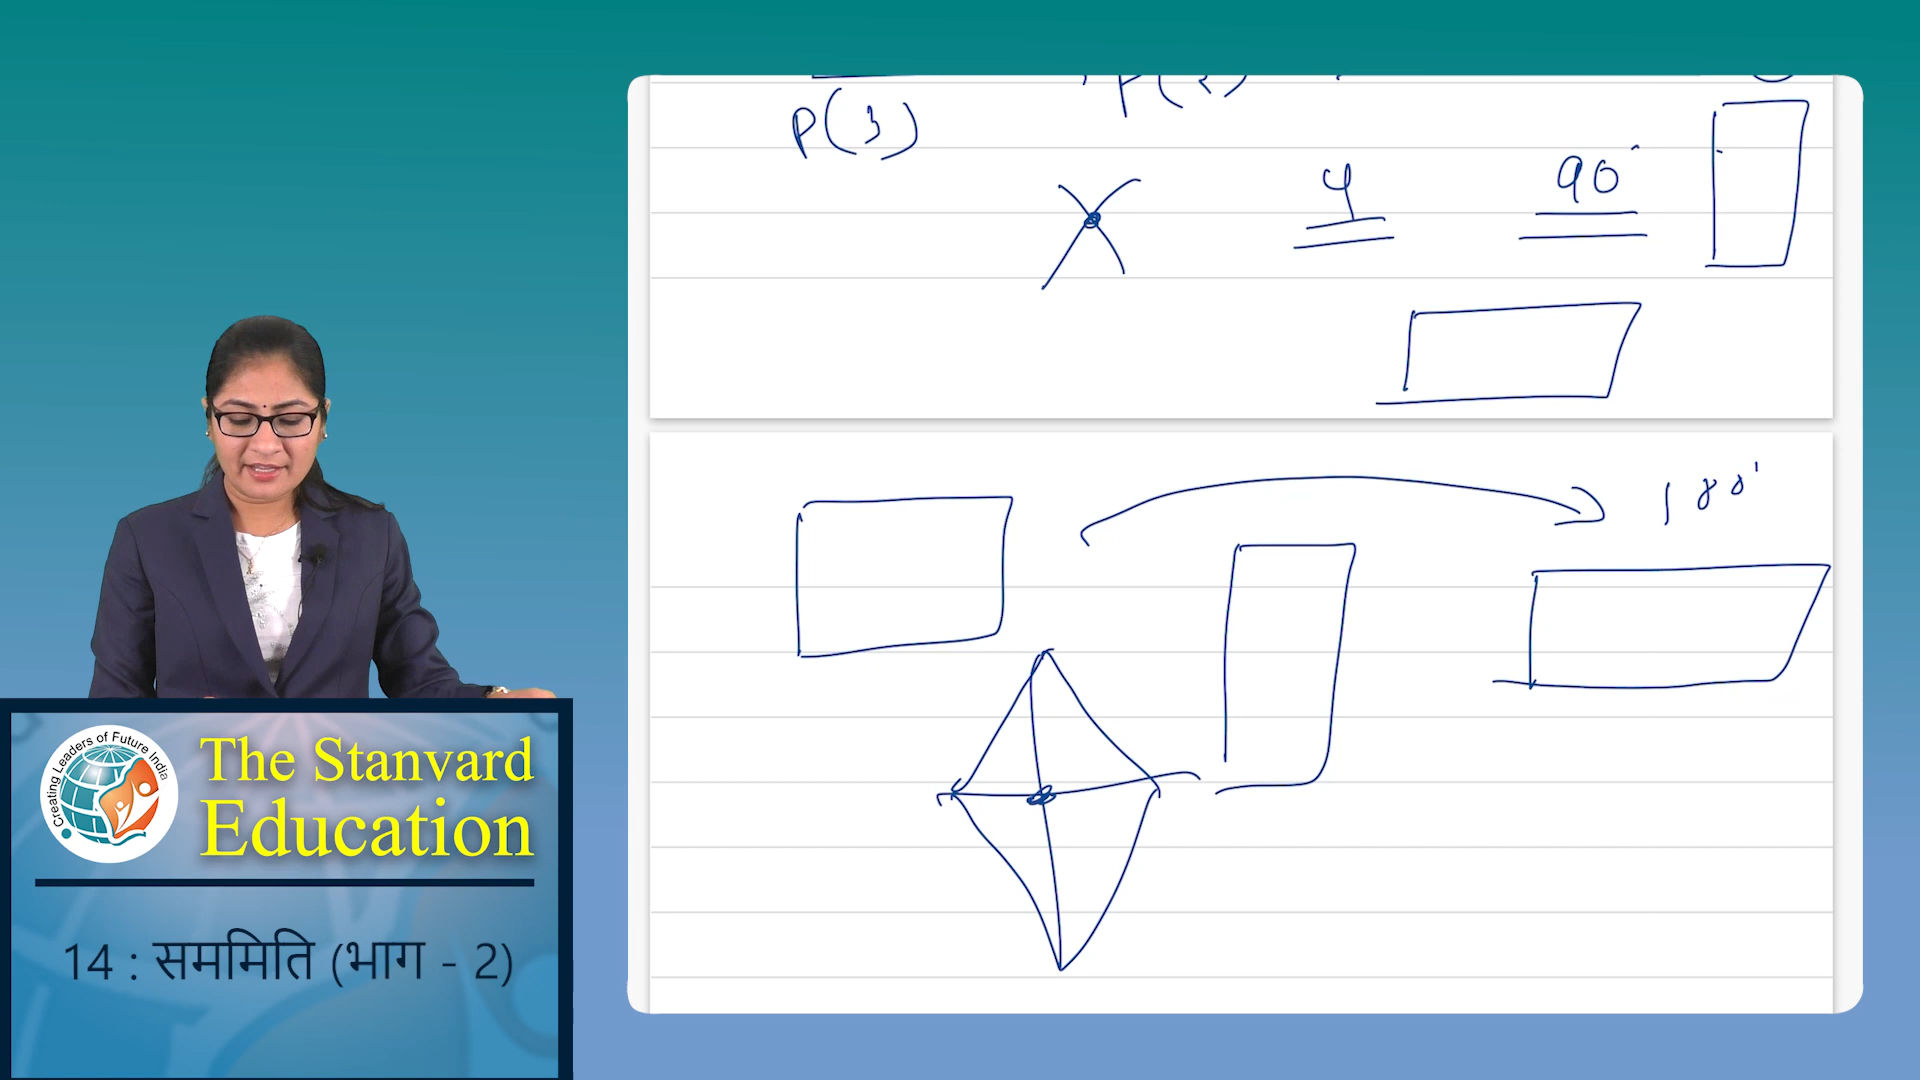 P(3)
4
90°
180°
Creating Leaders of Future India
The Stanvard
Education
14 : सममिति (भाग - 2)